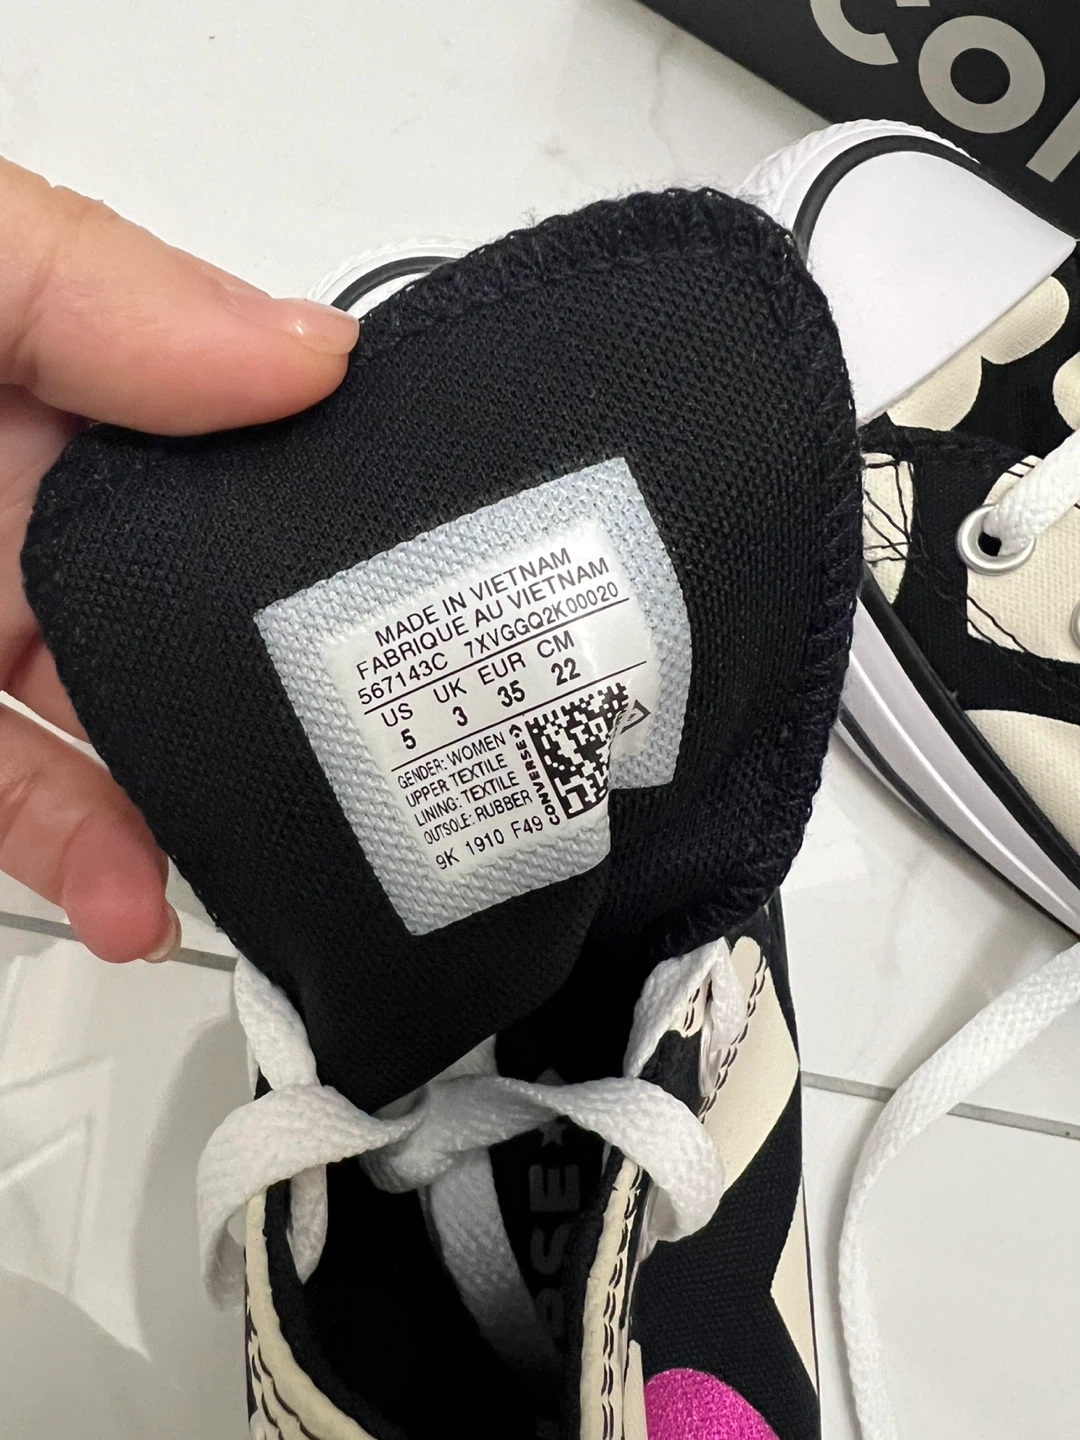 CO
MADE IN VIETNAM
FABRIQUE AU VIETNAM
567143C 7XVGGQ2K00020
US UK EUR CM
5 3 35 22
GENDER: WOMEN
UPPER TEXTILE
LINING: TEXTILE
OUTSOLE: RUBBER
CONVERSE
9K 1910 F49